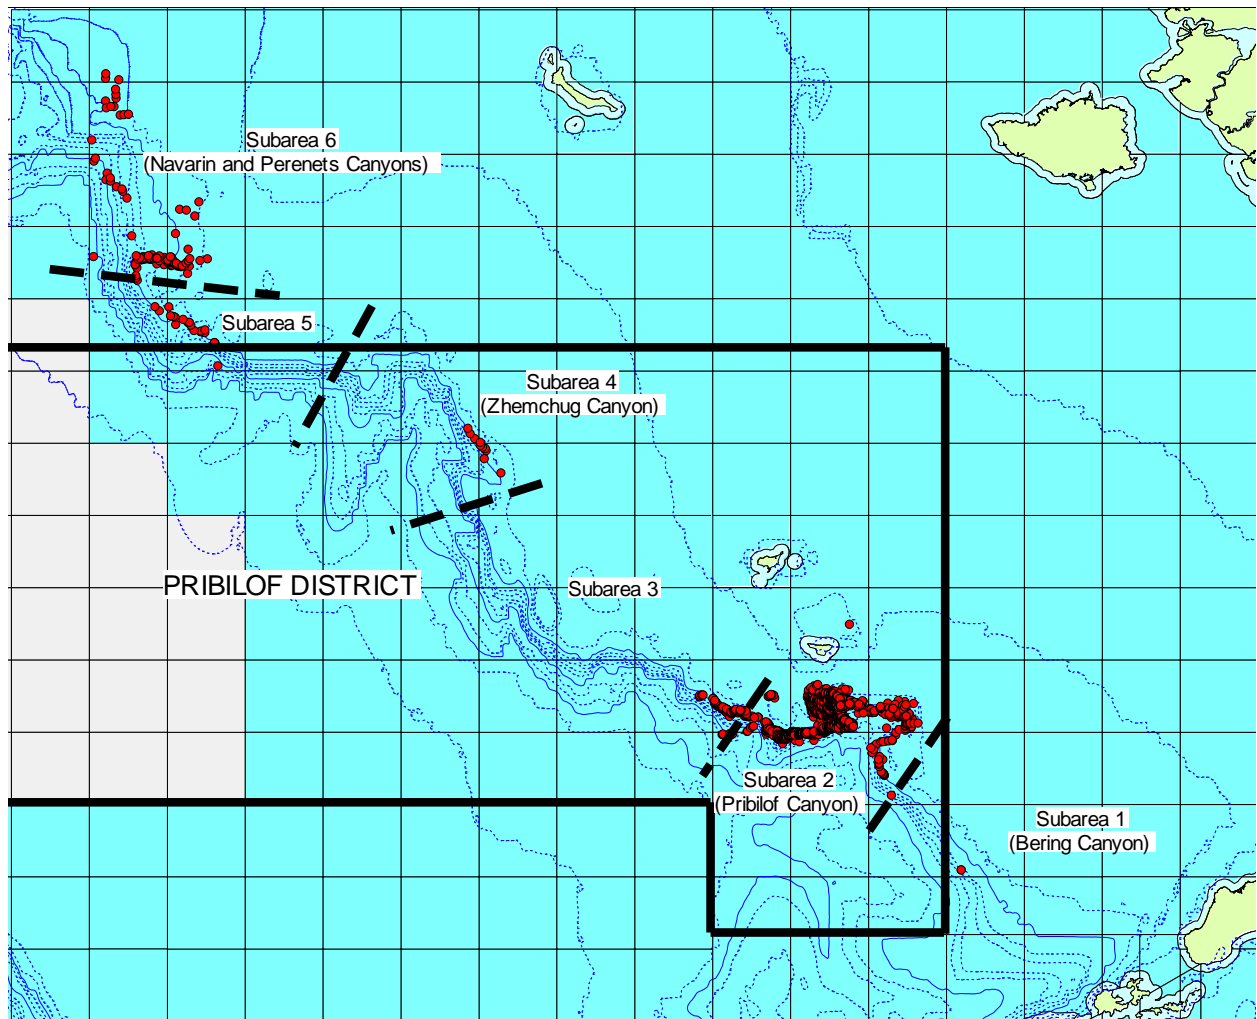 Subarea 6
(Navarin and Perenets Canyons)
Subarea 5
Subarea 4
(Zhemchug Canyon)
PRIBILOF DISTRICT
Subarea 3
Subarea 2
(Pribilof Canyon)
Subarea 1
(Bering Canyon)